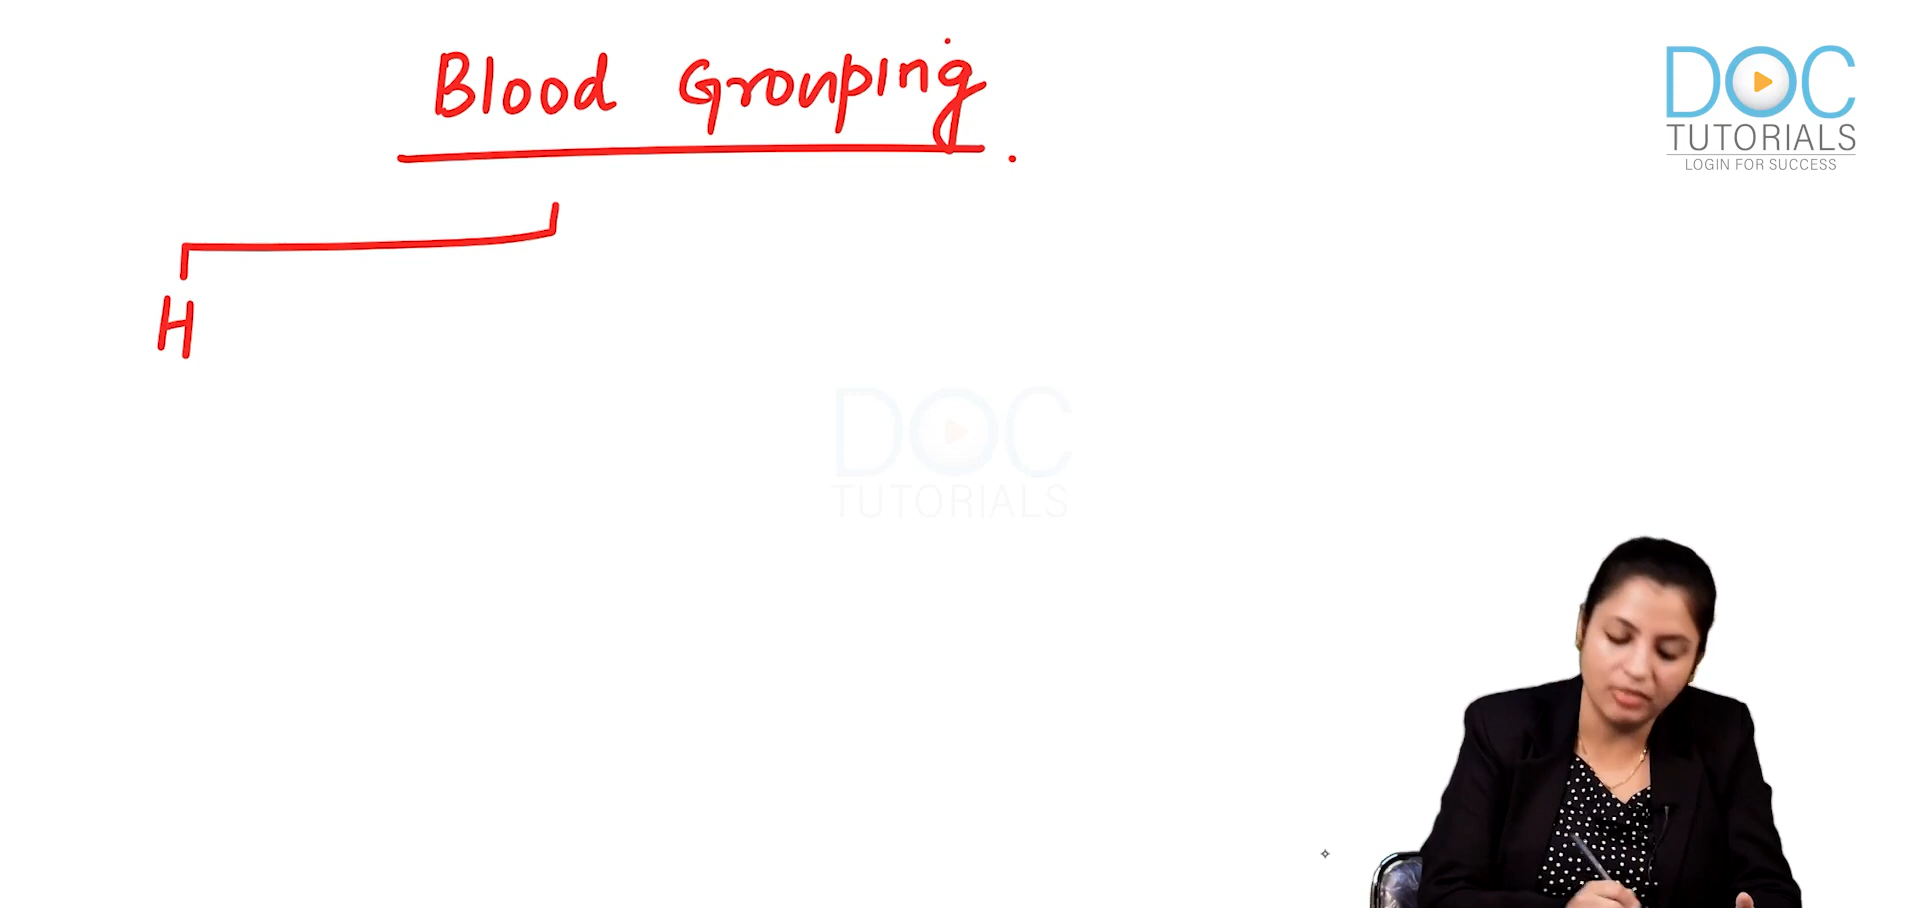 Blood Grouping
H
DOC
TUTORIALS
LOGIN FOR SUCCESS
DOC
TUTORIALS